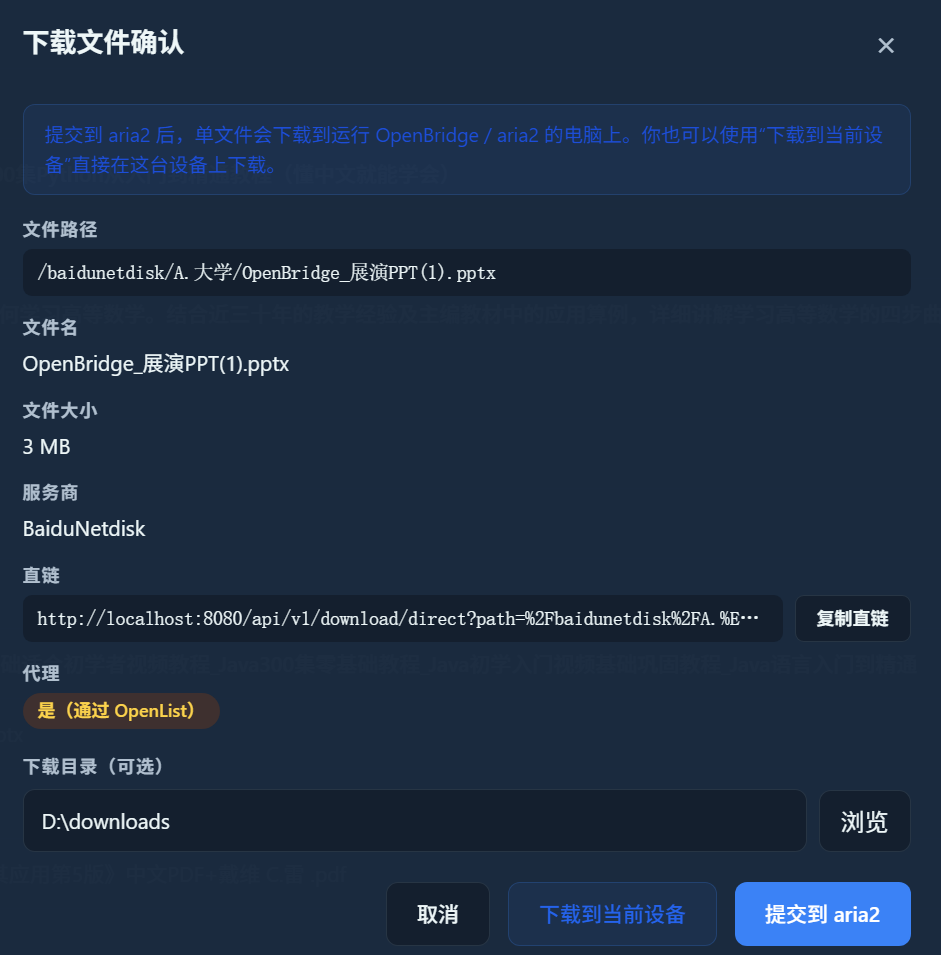 下载文件确认
×
提交到 aria2 后，单文件会下载到运行 OpenBridge / aria2 的电脑上。你也可以使用“下载到当前设
备”直接在这台设备上下载。
文件路径
/baidunetdisk/A.大学/OpenBridge_展演PPT(1).pptx
文件名
OpenBridge_展演PPT(1).pptx
文件大小
3 MB
服务商
BaiduNetdisk
直链
http://localhost:8080/api/v1/download/direct?path=%2Fbaidunetdisk%2FA.%E…
复制直链
代理
是（通过 OpenList）
下载目录（可选）
D:\downloads
浏览
取消
下载到当前设备
提交到 aria2